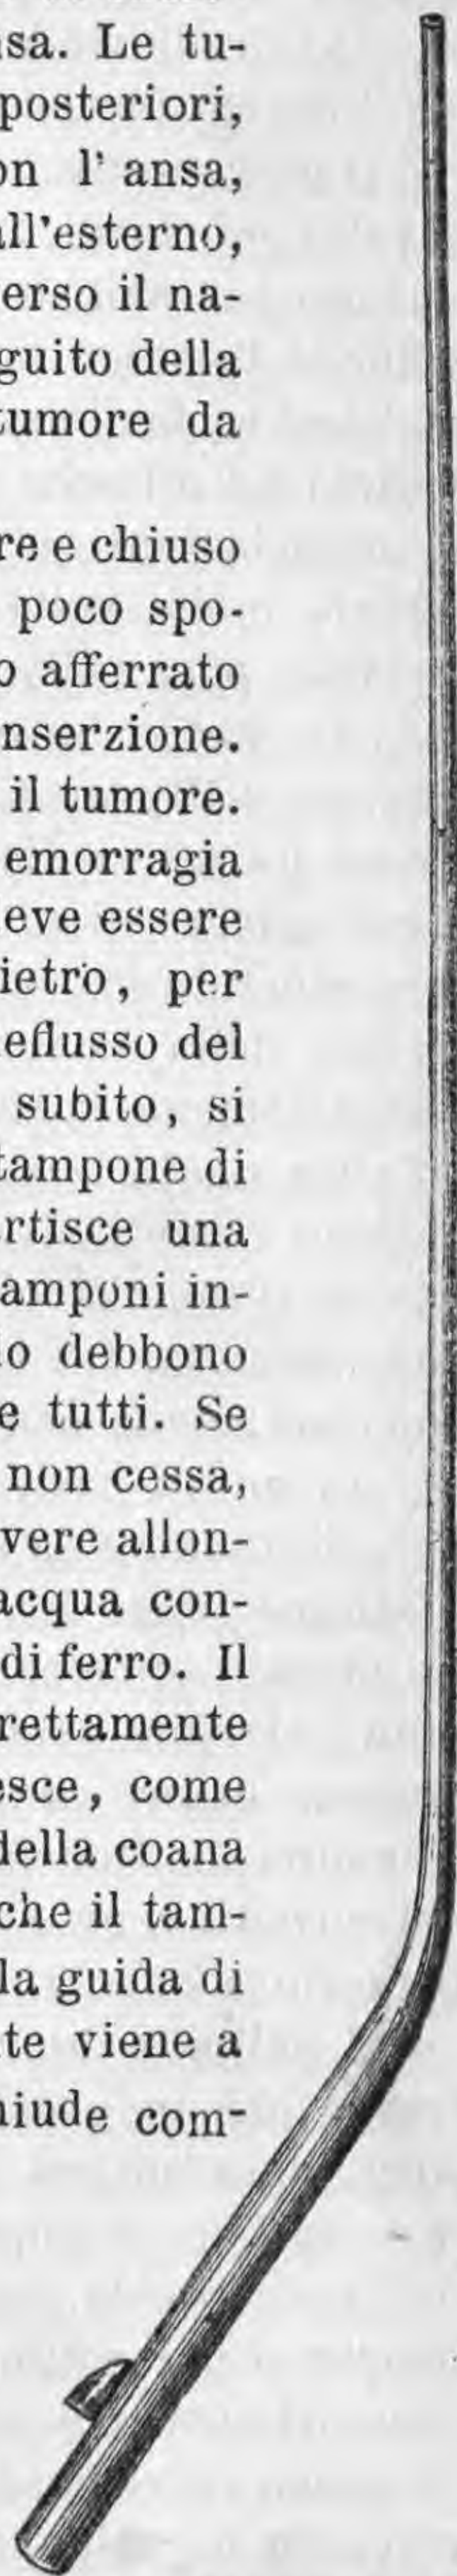 sa. Le tu-
posteriori,
on l' ansa,
all'esterno,
erso il na-
guito della
tumore da
re e chiuso
poco spo-
o afferrato
nserzione.
il tumore.
emorragia
eve essere
ietro, per
eflusso del
subito, si
tampone di
rtisce una
amponi in-
o debbono
e tutti. Se
non cessa,
vere allon-
acqua con-
di ferro. Il
rettamente
esce, come
della coana
che il tam-
la guida di
te viene a
hiude com-